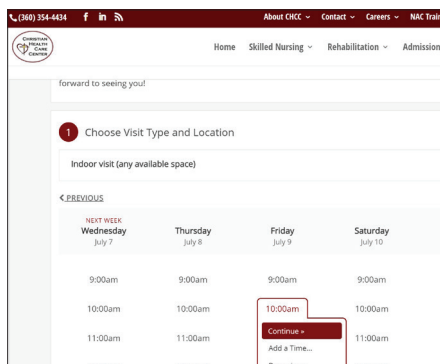 (360) 354-4434 f in About CHCC Contact Careers NAC Train
CHRISTIAN
HEALTH
CARE
CENTER
Home Skilled Nursing Rehabilitation Admission
forward to seeing you!
1 Choose Visit Type and Location
Indoor visit (any available space)
< PREVIOUS
NEXT WEEK
Wednesday Thursday Friday Saturday
July 7 July 8 July 9 July 10
9:00am 9:00am 9:00am 9:00am
10:00am 10:00am 10:00am 10:00am
11:00am 11:00am Continue » 11:00am
Add a Time...